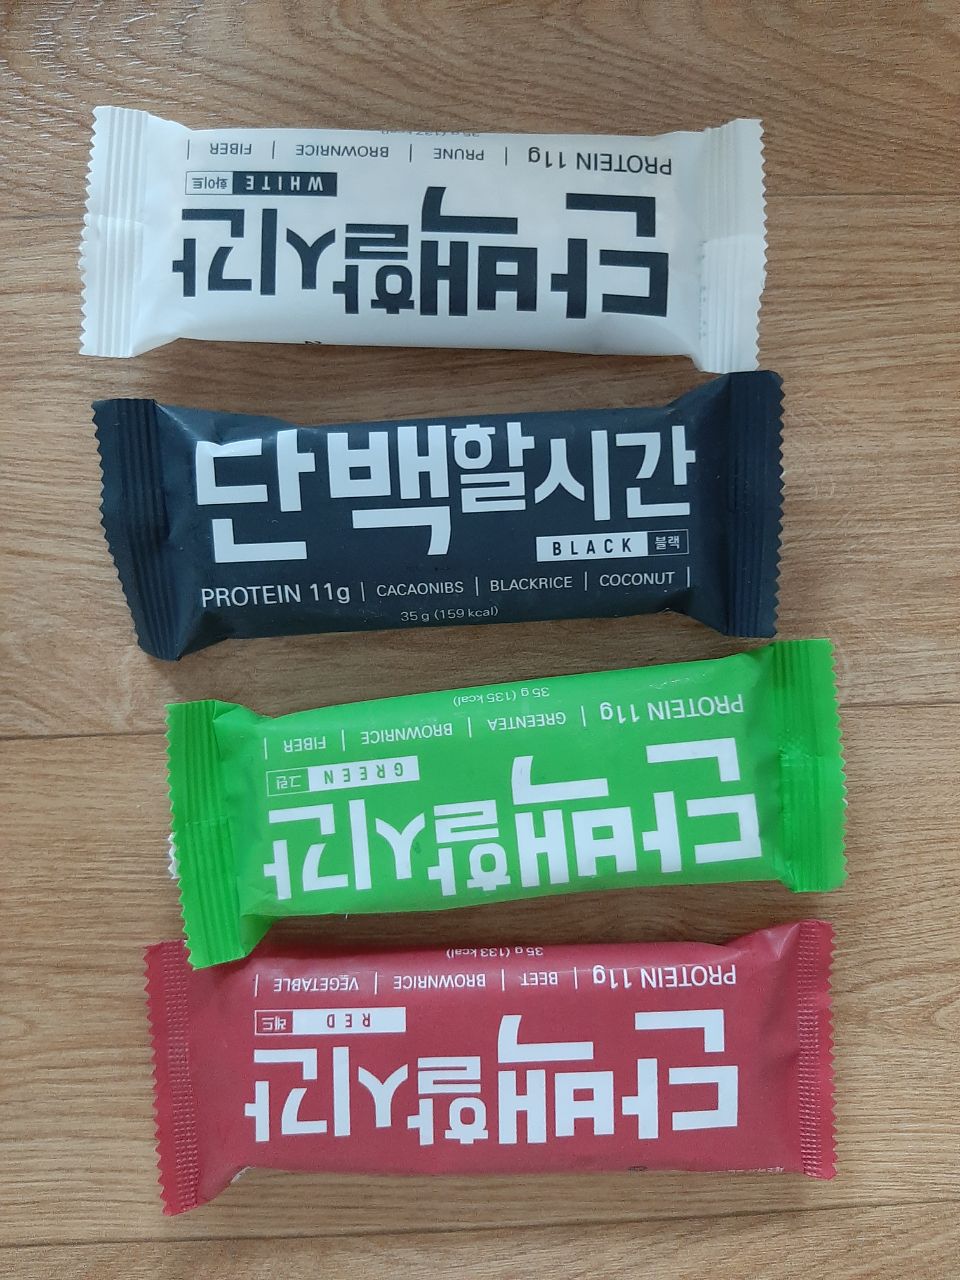 단백할시간
WHITE 화이트
PROTEIN 11g | PRUNE | BROWNRICE | FIBER |
35 g (137 kcal)
단백할시간
BLACK 블랙
PROTEIN 11g | CACAONIBS | BLACKRICE | COCONUT |
35 g (159 kcal)
단백할시간
GREEN 그린
PROTEIN 11g | GREENTEA | BROWNRICE | FIBER |
35 g (135 kcal)
단백할시간
RED 레드
PROTEIN 11g | BEET | BROWNRICE | VEGETABLE |
35 g (133 kcal)